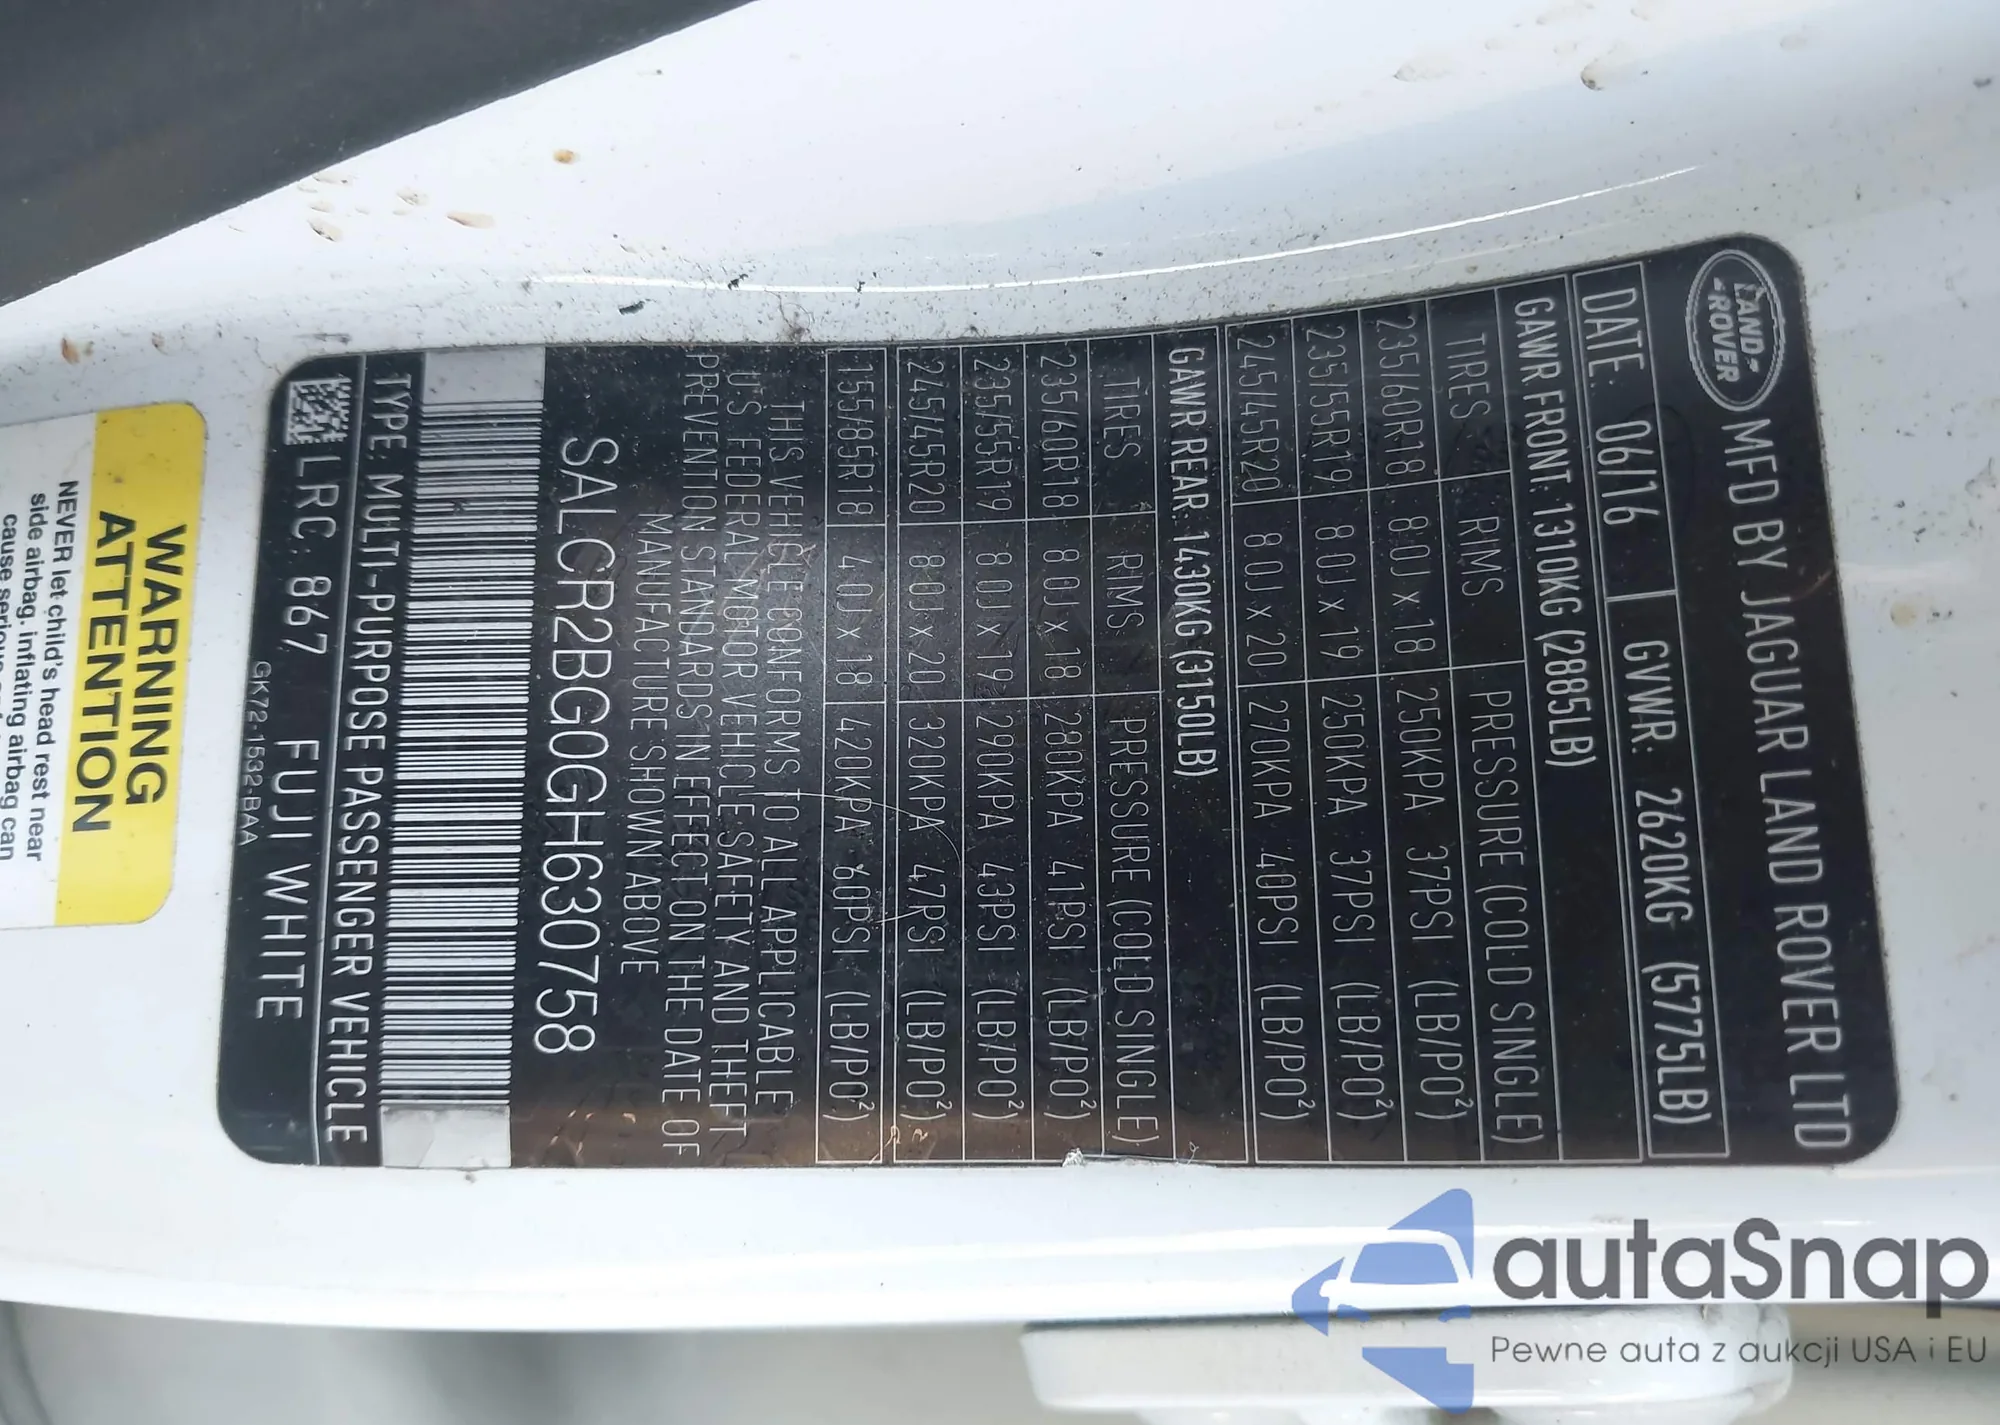 LAND-
-ROVER
MFD BY JAGUAR LAND ROVER LTD
DATE: 06/16 GVWR: 2620KG (5775LB)
GAWR FRONT: 1310KG (2885LB)
TIRES RIMS PRESSURE (COLD SINGLE)
235/60R18 8.0J x 18 250KPA 37PSI (LB/PO²)
235/55R19 8.0J x 19 250KPA 37PSI (LB/PO²)
245/45R20 8.0J x 20 270KPA 40PSI (LB/PO²)
GAWR REAR: 1430KG (3150LB)
TIRES RIMS PRESSURE (COLD SINGLE)
235/60R18 8.0J x 18 280KPA 41PSI (LB/PO²)
235/55R19 8.0J x 19 290KPA 43PSI (LB/PO²)
245/45R20 8.0J x 20 320KPA 47PSI (LB/PO²)
155/85R18 4.0J x 18 420KPA 60PSI (LB/PO²)
THIS VEHICLE CONFORMS TO ALL APPLICABLE
U.S FEDERAL MOTOR VEHICLE SAFETY AND THEFT
PREVENTION STANDARDS IN EFFECT ON THE DATE OF
MANUFACTURE SHOWN ABOVE
SALCR2BG0GH630758
TYPE: MULTI-PURPOSE PASSENGER VEHICLE
LRC: 867 FUJI WHITE
GK72-1532-BAA
WARNING
ATTENTION
NEVER let child's head rest near
side airbag, inflating airbag can
cause serious
autaSnap
Pewne auta z aukcji USA i EU